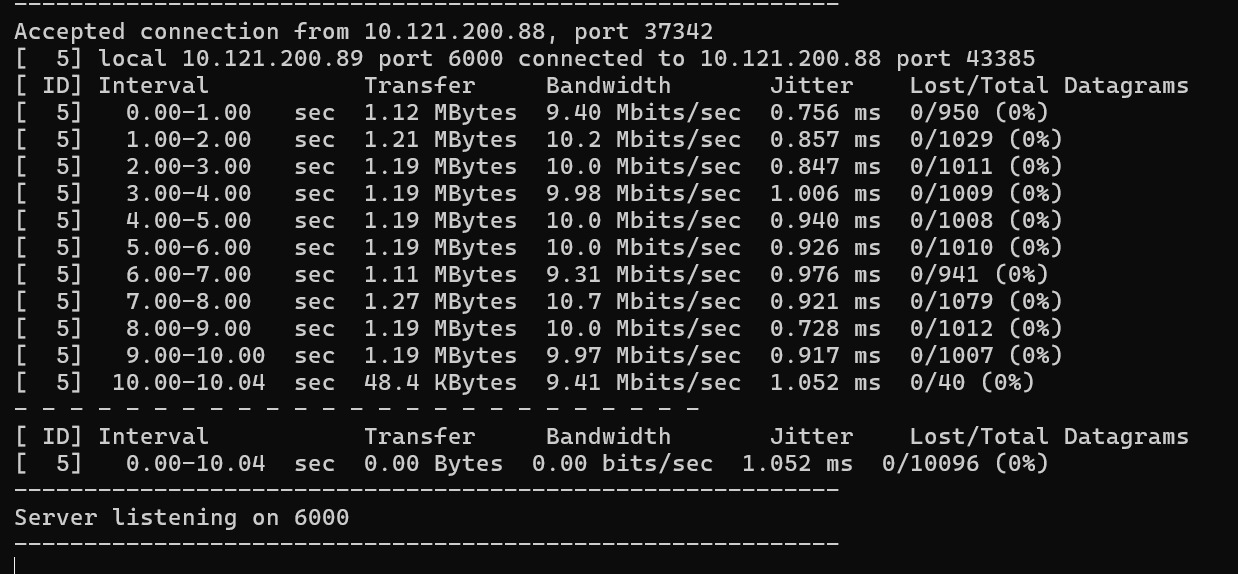 -----------------------------------------------------------
Accepted connection from 10.121.200.88, port 37342
[  5] local 10.121.200.89 port 6000 connected to 10.121.200.88 port 43385
[ ID] Interval           Transfer     Bandwidth       Jitter    Lost/Total Datagrams
[  5]   0.00-1.00   sec  1.12 MBytes  9.40 Mbits/sec  0.756 ms  0/950 (0%)
[  5]   1.00-2.00   sec  1.21 MBytes  10.2 Mbits/sec  0.857 ms  0/1029 (0%)
[  5]   2.00-3.00   sec  1.19 MBytes  10.0 Mbits/sec  0.847 ms  0/1011 (0%)
[  5]   3.00-4.00   sec  1.19 MBytes  9.98 Mbits/sec  1.006 ms  0/1009 (0%)
[  5]   4.00-5.00   sec  1.19 MBytes  10.0 Mbits/sec  0.940 ms  0/1008 (0%)
[  5]   5.00-6.00   sec  1.19 MBytes  10.0 Mbits/sec  0.926 ms  0/1010 (0%)
[  5]   6.00-7.00   sec  1.11 MBytes  9.31 Mbits/sec  0.976 ms  0/941 (0%)
[  5]   7.00-8.00   sec  1.27 MBytes  10.7 Mbits/sec  0.921 ms  0/1079 (0%)
[  5]   8.00-9.00   sec  1.19 MBytes  10.0 Mbits/sec  0.728 ms  0/1012 (0%)
[  5]   9.00-10.00  sec  1.19 MBytes  9.97 Mbits/sec  0.917 ms  0/1007 (0%)
[  5]  10.00-10.04  sec  48.4 KBytes  9.41 Mbits/sec  1.052 ms  0/40 (0%)
- - - - - - - - - - - - - - - - - - - - - - - - -
[ ID] Interval           Transfer     Bandwidth       Jitter    Lost/Total Datagrams
[  5]   0.00-10.04  sec  0.00 Bytes  0.00 bits/sec  1.052 ms  0/10096 (0%)
-----------------------------------------------------------
Server listening on 6000
-----------------------------------------------------------